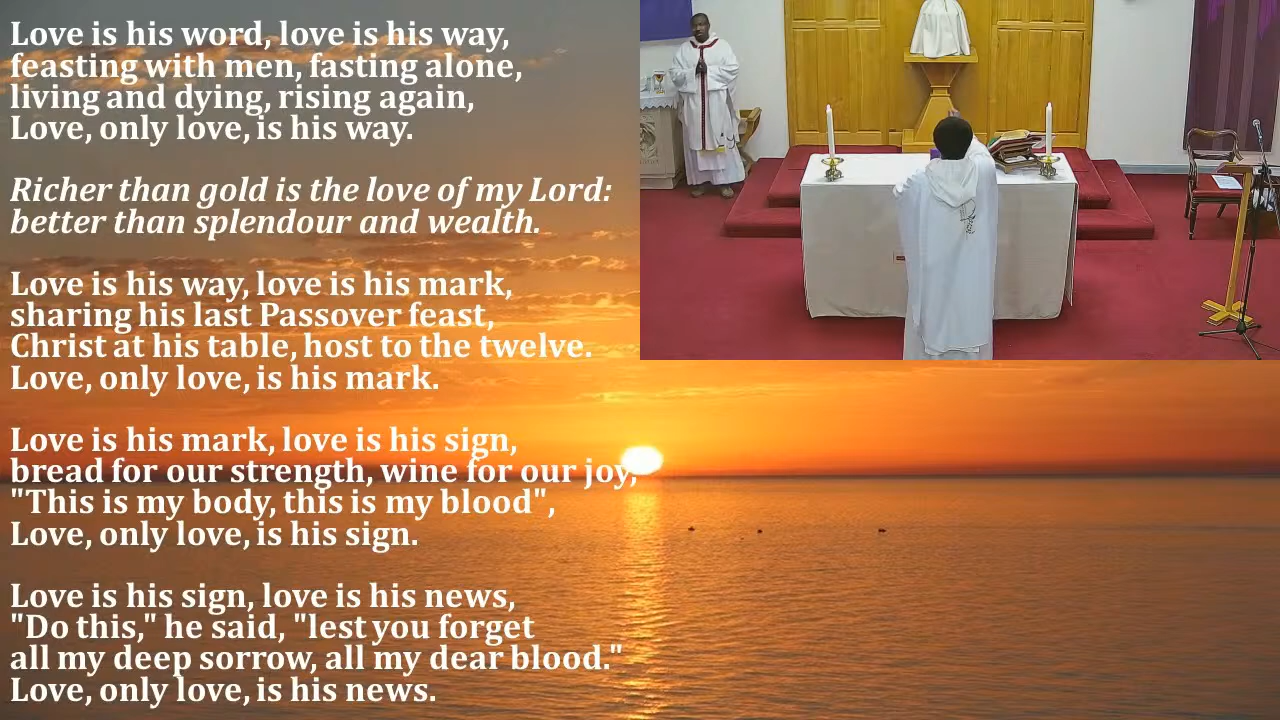 Love is his word, love is his way,
feasting with men, fasting alone,
living and dying, rising again,
Love, only love, is his way.
Richer than gold is the love of my Lord:
better than splendour and wealth.
Love is his way, love is his mark,
sharing his last Passover feast,
Christ at his table, host to the twelve.
Love, only love, is his mark.
Love is his mark, love is his sign,
bread for our strength, wine for our joy,
"This is my body, this is my blood",
Love, only love, is his sign.
Love is his sign, love is his news,
"Do this," he said, "lest you forget
all my deep sorrow, all my dear blood."
Love, only love, is his news.